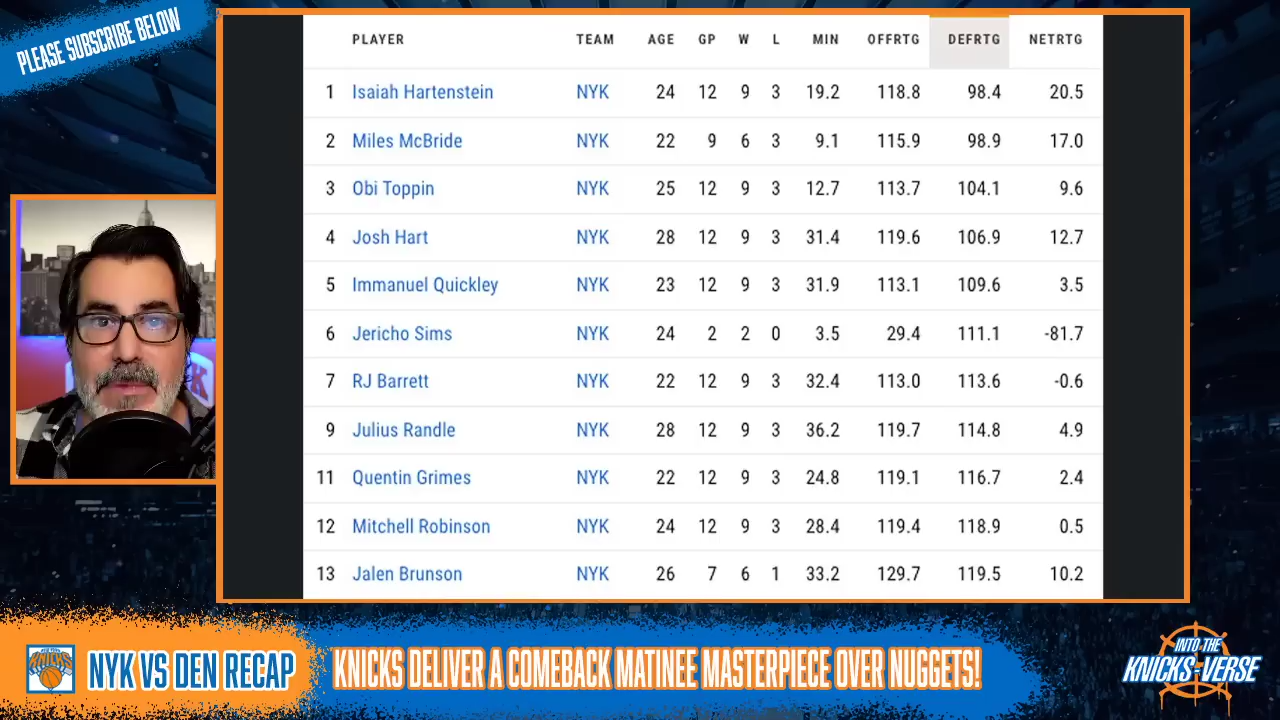 PLEASE SUBSCRIBE BELOW
PLAYER TEAM AGE GP W L MIN OFFRTG DEFRTG NETRTG
1 Isaiah Hartenstein NYK 24 12 9 3 19.2 118.8 98.4 20.5
2 Miles McBride NYK 22 9 6 3 9.1 115.9 98.9 17.0
3 Obi Toppin NYK 25 12 9 3 12.7 113.7 104.1 9.6
4 Josh Hart NYK 28 12 9 3 31.4 119.6 106.9 12.7
5 Immanuel Quickley NYK 23 12 9 3 31.9 113.1 109.6 3.5
6 Jericho Sims NYK 24 2 2 0 3.5 29.4 111.1 -81.7
7 RJ Barrett NYK 22 12 9 3 32.4 113.0 113.6 -0.6
9 Julius Randle NYK 28 12 9 3 36.2 119.7 114.8 4.9
11 Quentin Grimes NYK 22 12 9 3 24.8 119.1 116.7 2.4
12 Mitchell Robinson NYK 24 12 9 3 28.4 119.4 118.9 0.5
13 Jalen Brunson NYK 26 7 6 1 33.2 129.7 119.5 10.2
KNICKS
NYK VS DEN RECAP
KNICKS DELIVER A COMEBACK MATINEE MASTERPIECE OVER NUGGETS!
INTO THE
KNICKS-VERSE